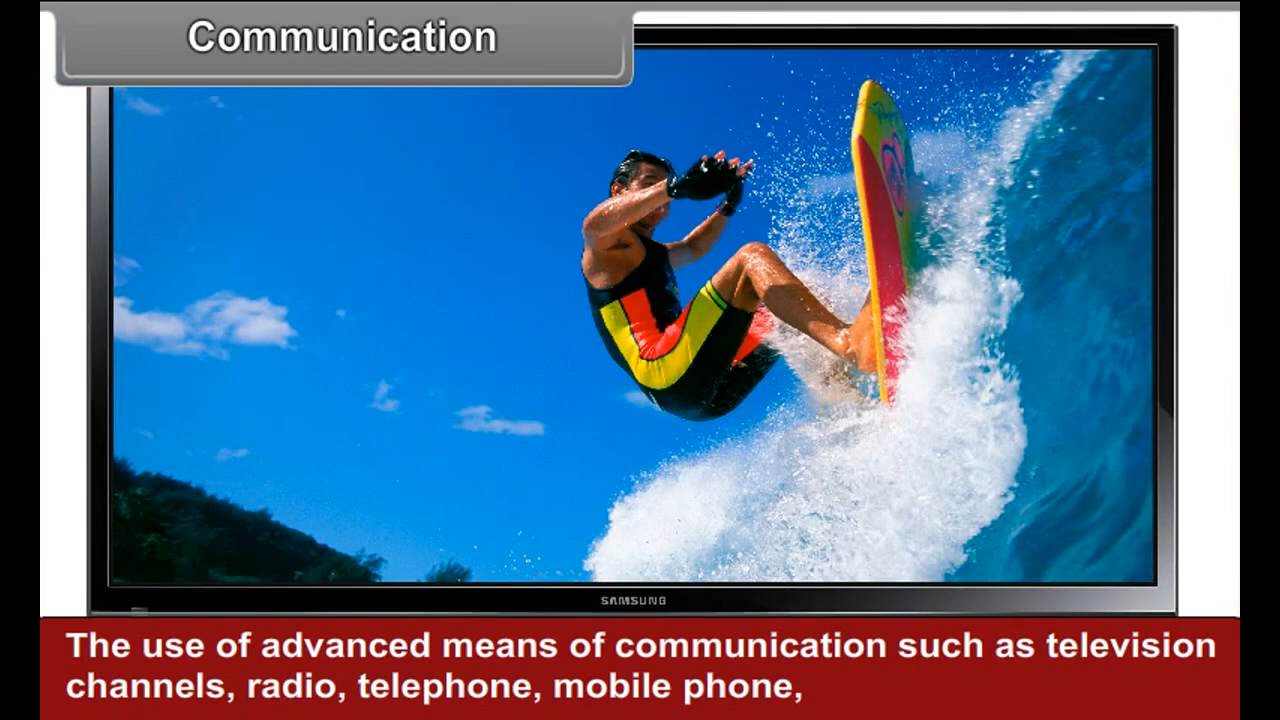 Communication
SAMSUNG
The use of advanced means of communication such as television
channels, radio, telephone, mobile phone,